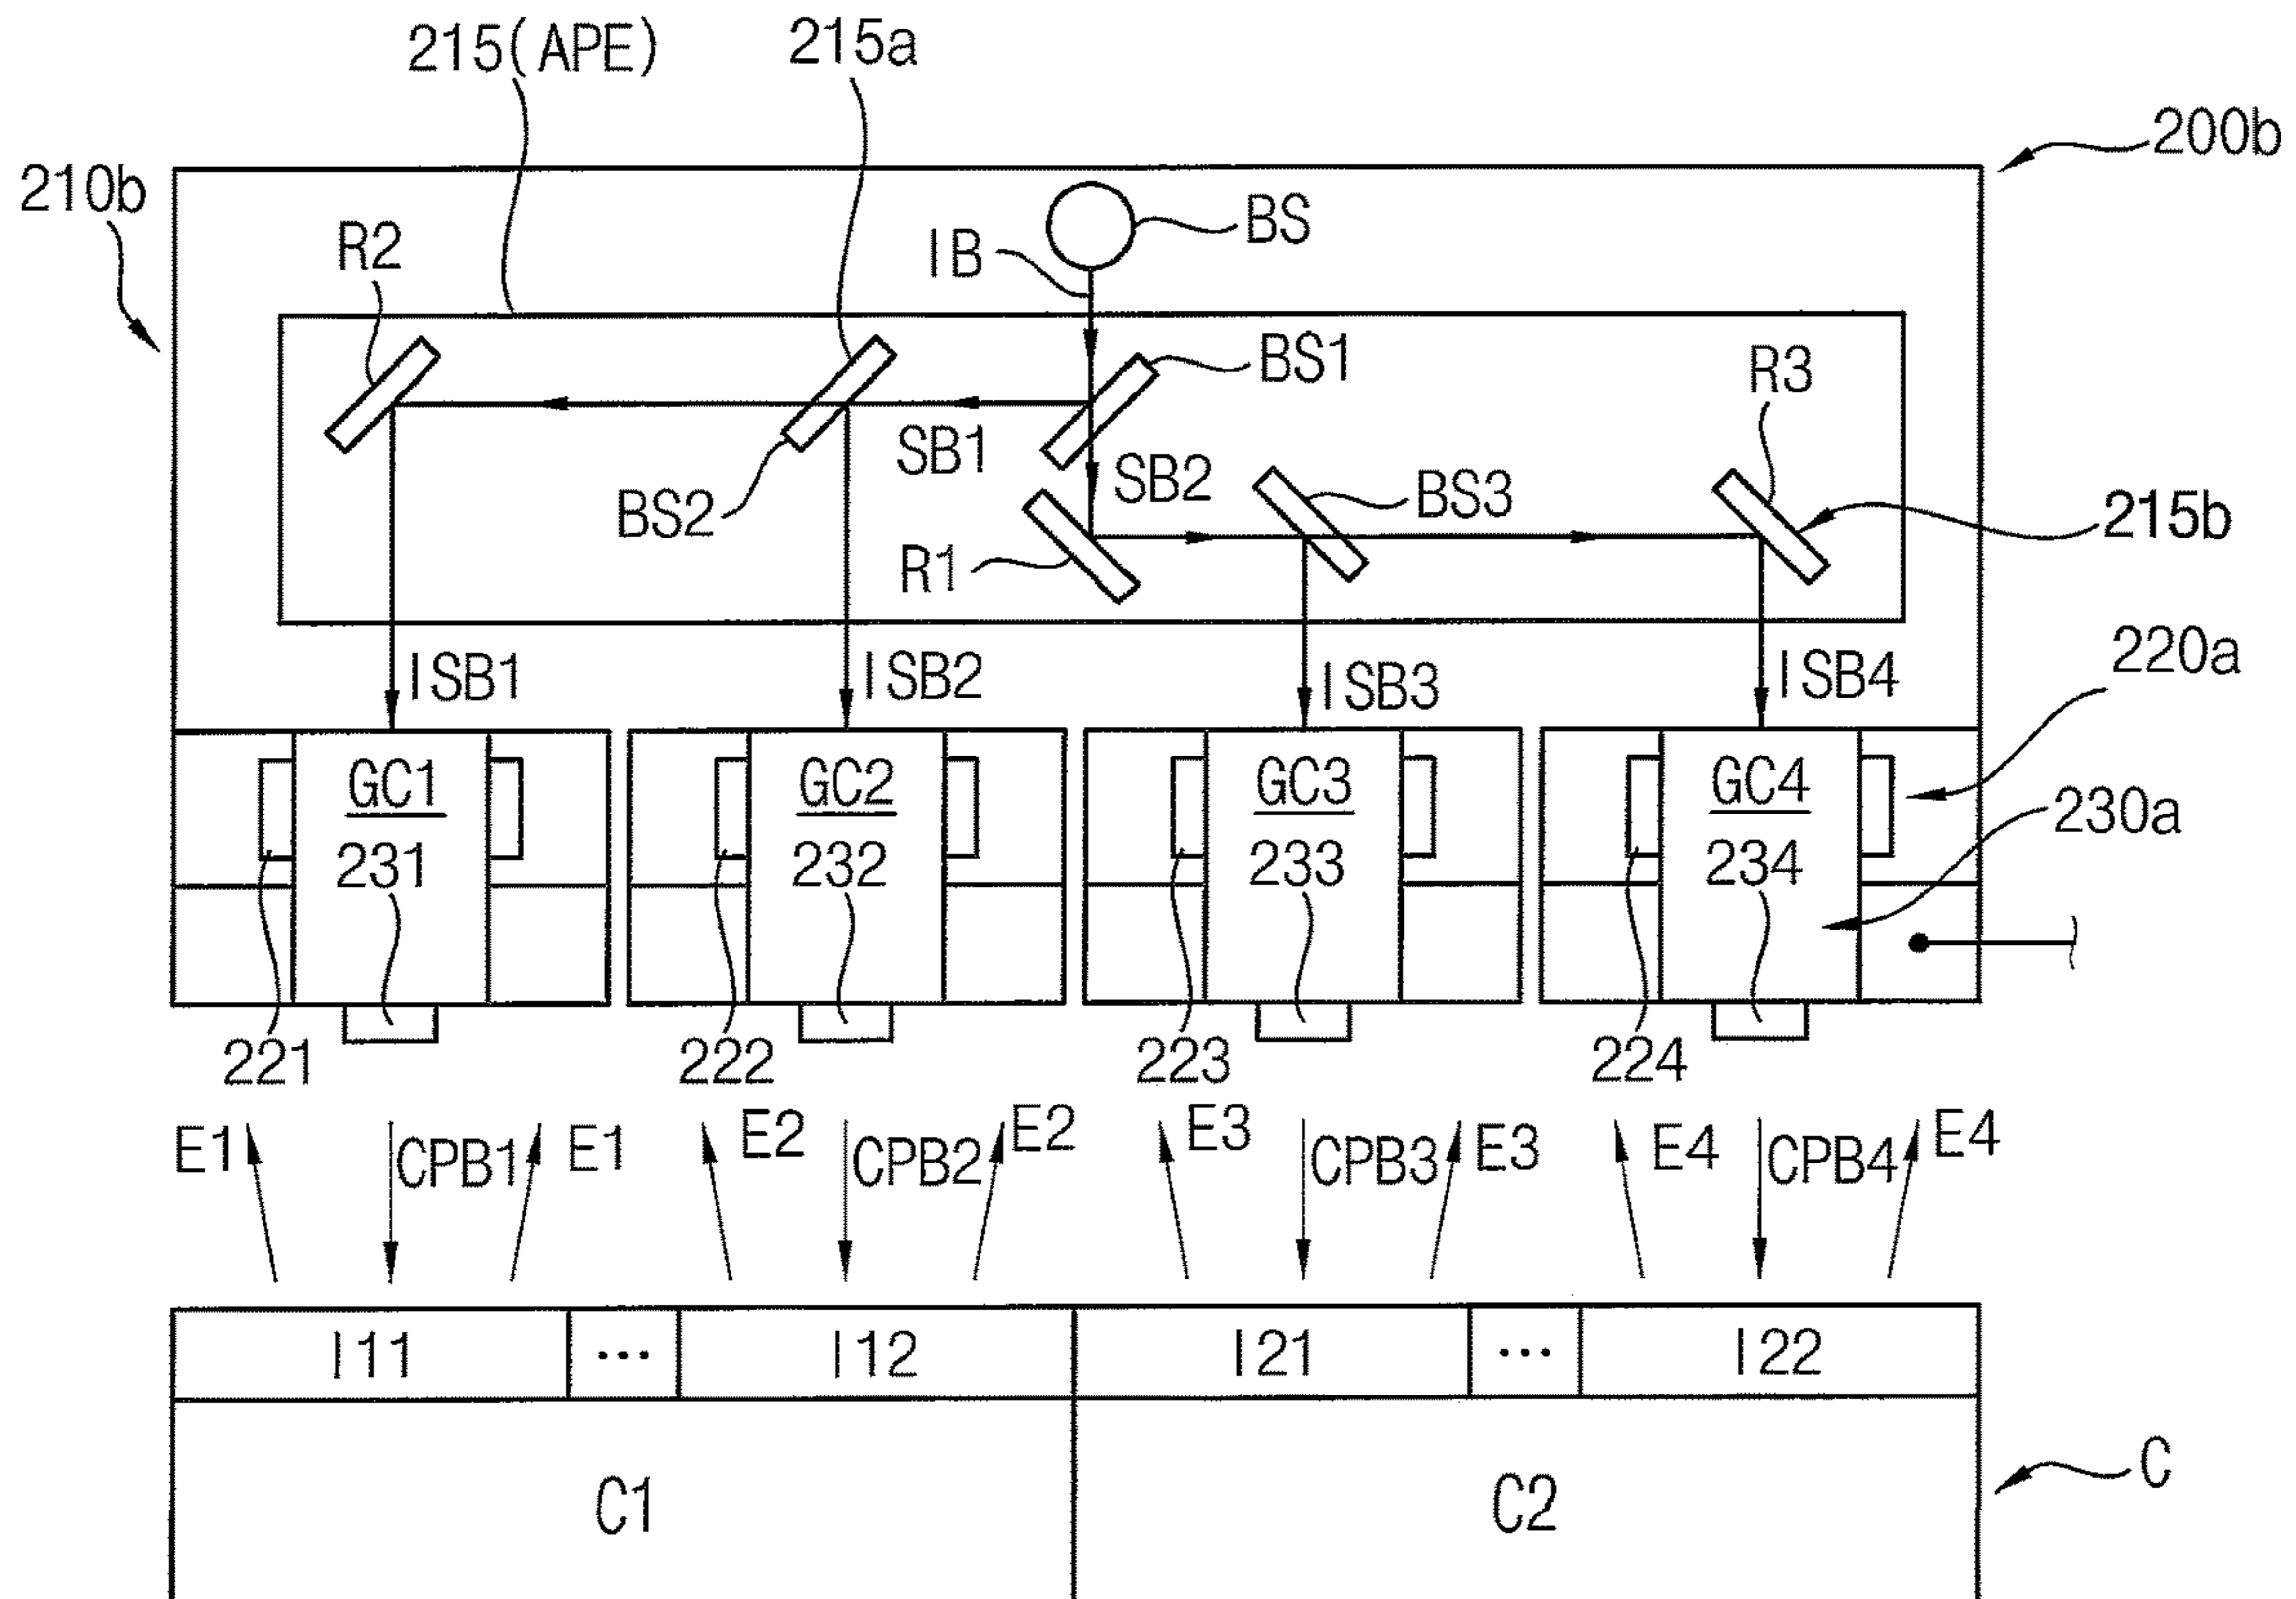 215(APE)
215a
200b
210b
R2
IB
BS
BS1
R3
SB1
SB2
BS3
BS2
R1
215b
ISB1
ISB2
ISB3
ISB4
220a
GC1
GC2
GC3
GC4
230a
231
232
233
234
221
222
223
224
E1
CPB1
E1
E2
CPB2
E2
E3
CPB3
E3
E4
CPB4
E4
I11
...
I12
I21
...
I22
C1
C2
C